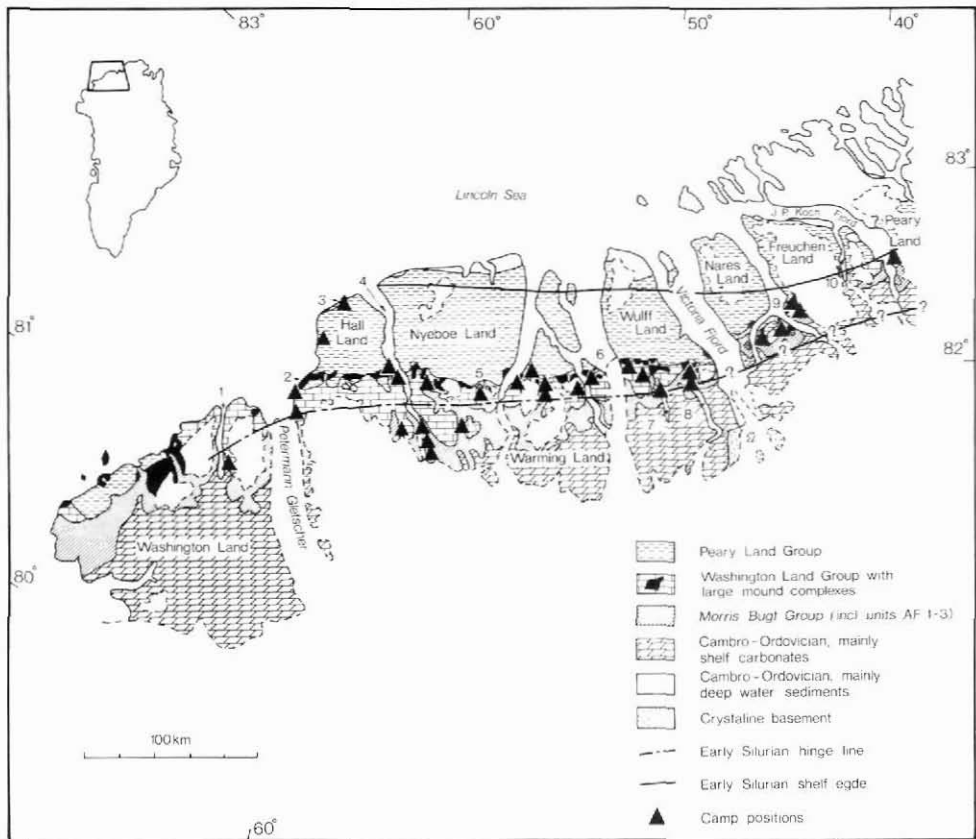 83°
60°
50°
40°
83°
Lincoln Sea
J.P. Koch
Fjord
? Peary
Land
Freuchen
Land
Nares
Land
10
9
Victoria Fjord
Wulff
Land
4
3
Hall
Land
Nyeboe Land
81°
82°
6
2
5
?
?
?
?
?
1
7
8
Warming Land
Petermann Gletscher
Washington Land
80°
Peary Land Group
Washington Land Group with
large mound complexes
Morris Bugt Group (incl units AF 1-3)
Cambro-Ordovician, mainly
shelf carbonates
Cambro-Ordovician, mainly
deep water sediments
Crystaline basement
Early Silurian hinge line
Early Silurian shelf egde
Camp positions
100km
60°